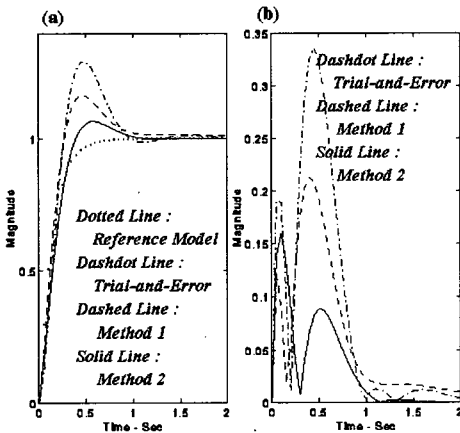 (a)
Magnitude
1
0.5
0
0
0.5
1
1.5
2
Time - Sec
Dotted Line :
Reference Model
Dashdot Line :
Trial-and-Error
Dashed Line :
Method 1
Solid Line :
Method 2
(b)
Magnitude
0.35
0.3
0.25
0.2
0.15
0.1
0.05
0
0
0.5
1
1.5
2
Time - Sec
Dashdot Line :
Trial-and-Error
Dashed Line :
Method 1
Solid Line :
Method 2